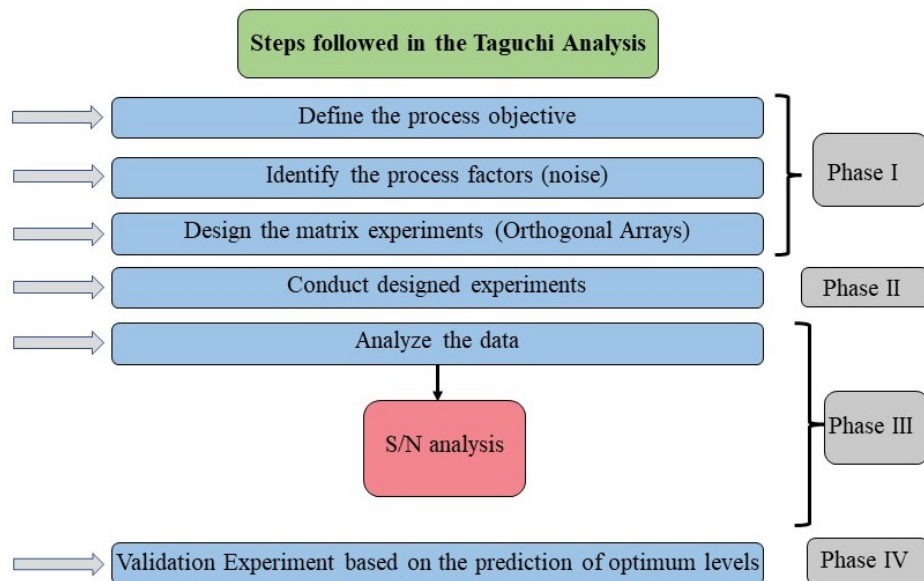 Steps followed in the Taguchi Analysis
Define the process objective
Identify the process factors (noise)
Phase I
Design the matrix experiments (Orthogonal Arrays)
Conduct designed experiments
Phase II
Analyze the data
S/N analysis
Phase III
Validation Experiment based on the prediction of optimum levels
Phase IV